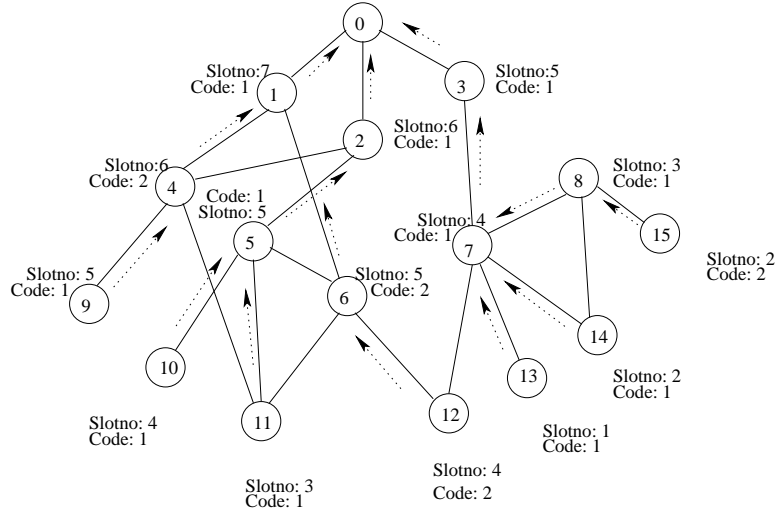 0
Slotno:7
Code: 1
1
3
Slotno:5
Code: 1
2
Slotno:6
Code: 1
Slotno:6
Code: 2
4
Code: 1
Slotno: 5
5
8
Slotno: 3
Code: 1
Slotno: 4
Code: 1
7
15
Slotno: 2
Code: 2
Slotno: 5
Code: 1
9
6
Slotno: 5
Code: 2
14
Slotno: 2
Code: 1
10
Slotno: 4
Code: 1
13
Slotno: 1
Code: 1
11
Slotno: 3
Code: 1
12
Slotno: 4
Code: 2